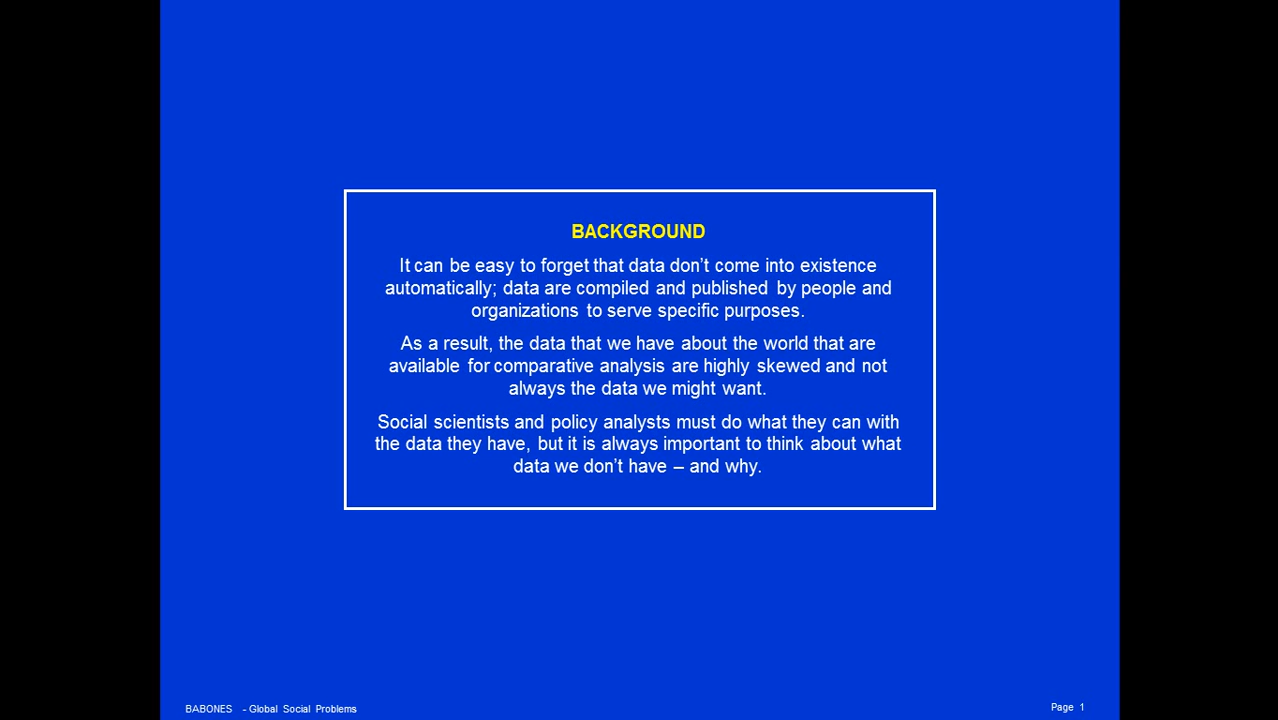 BACKGROUND
It can be easy to forget that data don’t come into existence
automatically; data are compiled and published by people and
organizations to serve specific purposes.
As a result, the data that we have about the world that are
available for comparative analysis are highly skewed and not
always the data we might want.
Social scientists and policy analysts must do what they can with
the data they have, but it is always important to think about what
data we don’t have – and why.
BABONES - Global Social Problems
Page 1